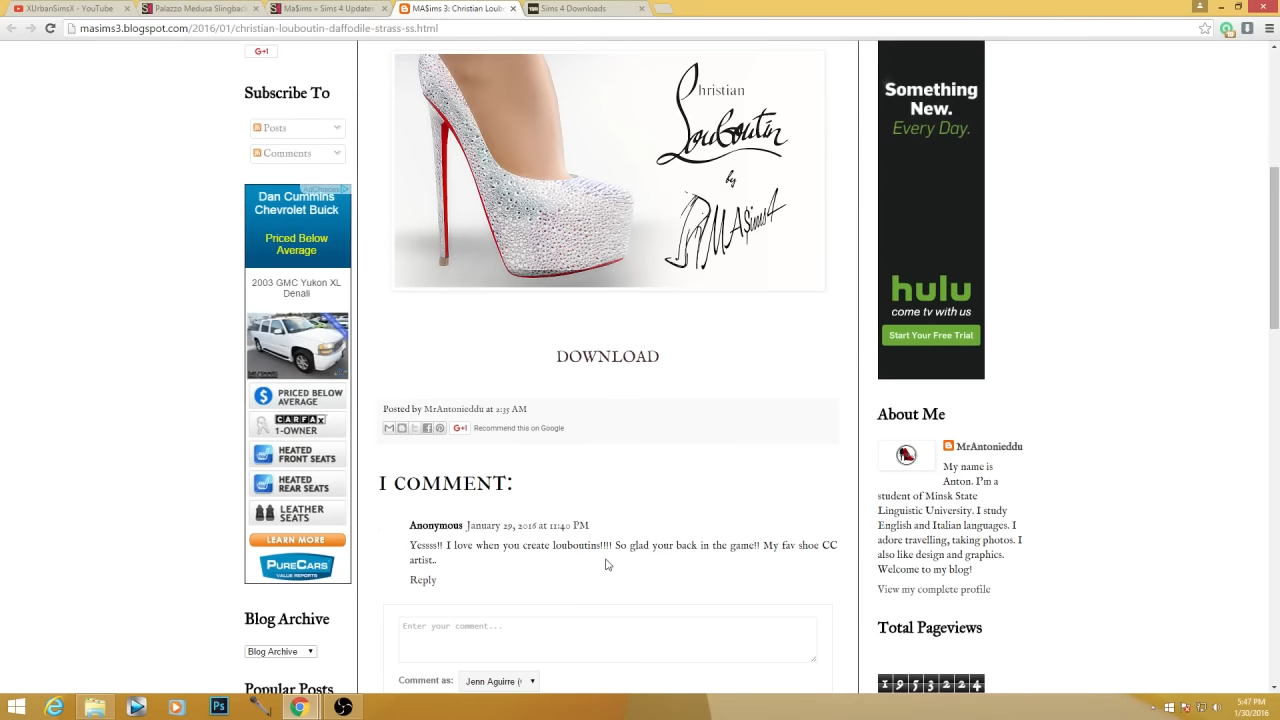 XUrbanSimsX - YouTube
Palazzo Medusa Slingback
MA$ims = Sims 4 Updates
MA$ims 3: Christian Loub
Sims 4 Downloads
masims3.blogspot.com/2016/01/christian-louboutin-daffodile-strass-ss.html
G+1
Subscribe To
Posts
Comments
AdChoices
Dan Cummins
Chevrolet Buick
Priced Below
Average
2003 GMC Yukon XL
Denali
PRICED BELOW
AVERAGE
CARFAX
1-OWNER
HEATED
FRONT SEATS
HEATED
REAR SEATS
LEATHER
SEATS
LEARN MORE
PURECARS
VALUE REPORTS
Blog Archive
Blog Archive
Popular Posts
Christian
Louboutin
by
MA$ims4
DOWNLOAD
Posted by MrAntonieddu at 2:35 AM
G+1 Recommend this on Google
1 COMMENT:
Anonymous January 29, 2016 at 11:40 PM
Yessss!! I love when you create louboutins!!!! So glad your back in the game!! My fav shoe CC
artist..
Reply
Enter your comment...
Comment as: Jenn Aguirre (
Something
New.
Every Day.
hulu
come tv with us
Start Your Free Trial
About Me
MrAntonieddu
My name is
Anton. I'm a
student of Minsk State
Linguistic University. I study
English and Italian languages. I
adore travelling, taking photos. I
also like design and graphics.
Welcome to my blog!
View my complete profile
Total Pageviews
1953224
5:47 PM
1/30/2016